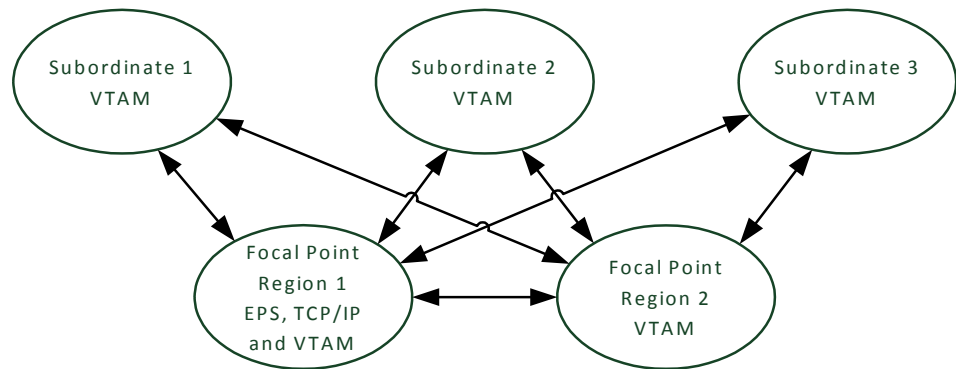 Subordinate 1
VTAM
Subordinate 2
VTAM
Subordinate 3
VTAM
Focal Point
Region 1
EPS, TCP/IP
and VTAM
Focal Point
Region 2
VTAM